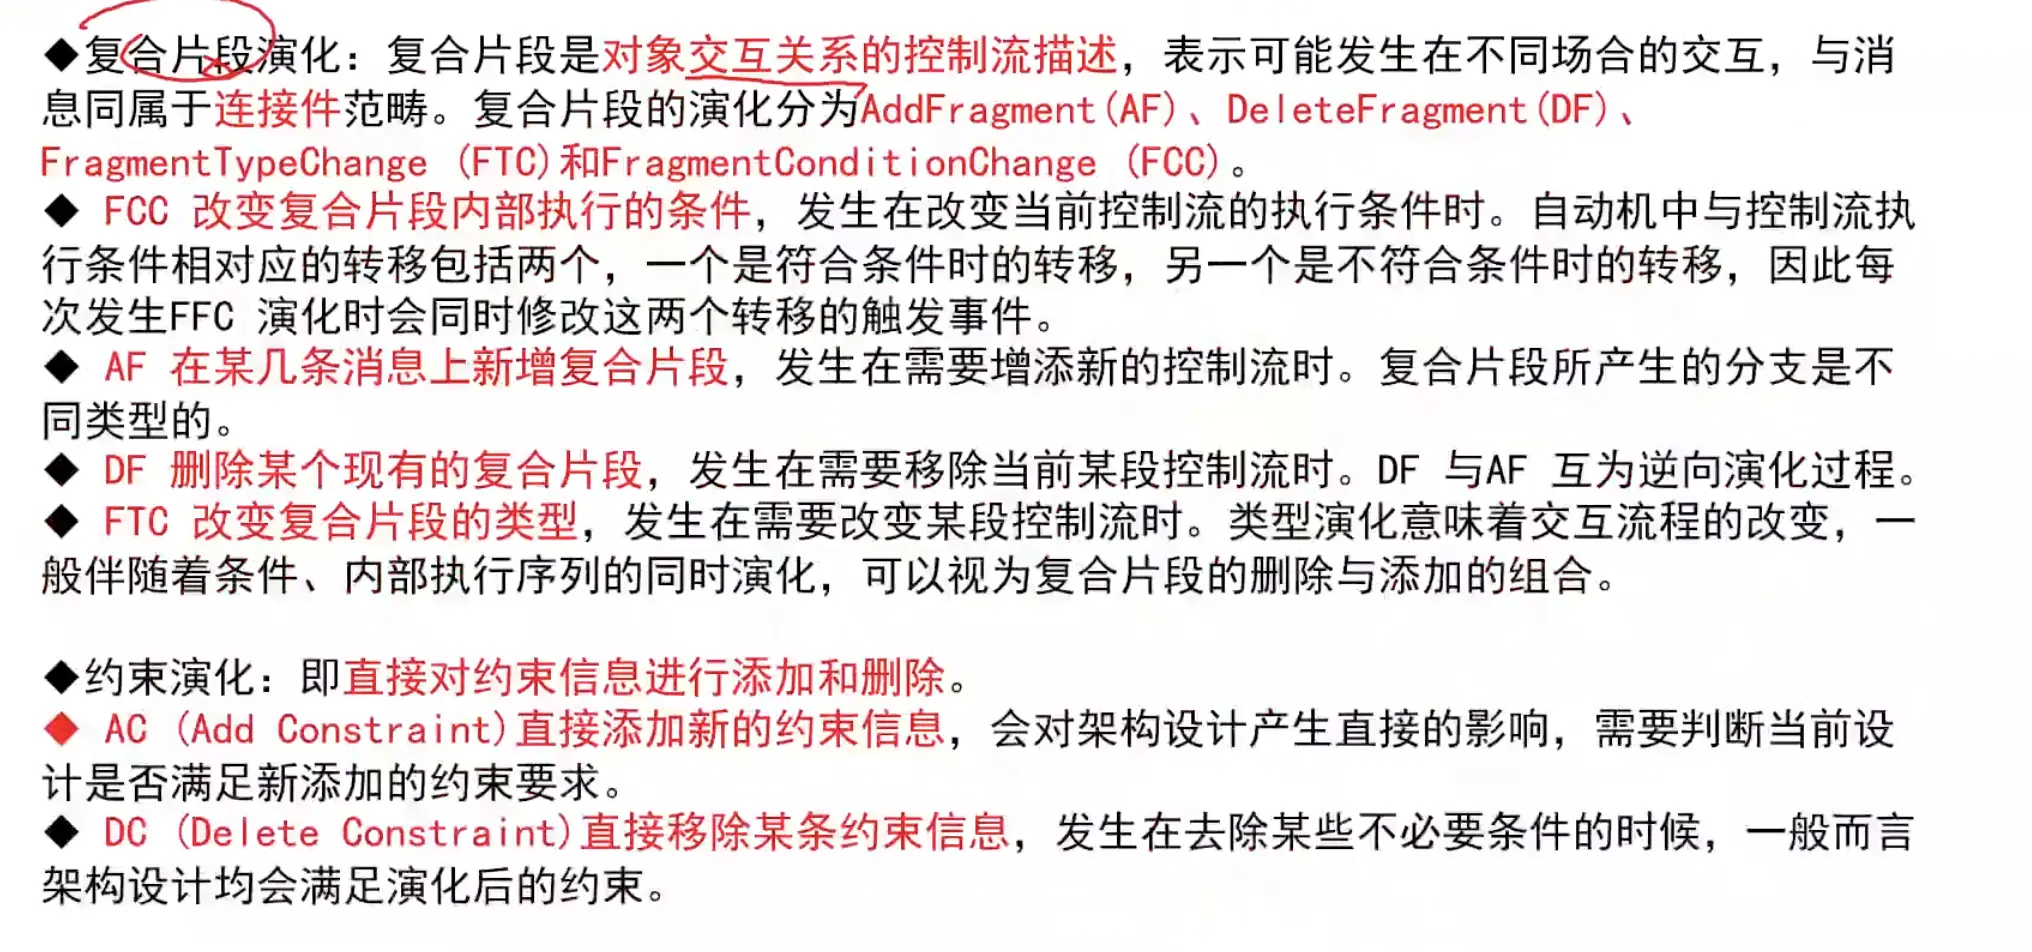 ◆复合片段演化：复合片段是对象交互关系的控制流描述，表示可能发生在不同场合的交互，与消
息同属于连接件范畴。复合片段的演化分为AddFragment(AF)、DeleteFragment(DF)、
FragmentTypeChange (FTC)和FragmentConditionChange (FCC)。
◆ FCC 改变复合片段内部执行的条件，发生在改变当前控制流的执行条件时。自动机中与控制流执
行条件相对应的转移包括两个，一个是符合条件时的转移，另一个是不符合条件时的转移，因此每
次发生FFC 演化时会同时修改这两个转移的触发事件。
◆ AF 在某几条消息上新增复合片段，发生在需要增添新的控制流时。复合片段所产生的分支是不
同类型的。
◆ DF 删除某个现有的复合片段，发生在需要移除当前某段控制流时。DF 与AF 互为逆向演化过程。
◆ FTC 改变复合片段的类型，发生在需要改变某段控制流时。类型演化意味着交互流程的改变，一
般伴随着条件、内部执行序列的同时演化，可以视为复合片段的删除与添加的组合。
◆约束演化：即直接对约束信息进行添加和删除。
◆ AC (Add Constraint)直接添加新的约束信息，会对架构设计产生直接的影响，需要判断当前设
计是否满足新添加的约束要求。
◆ DC (Delete Constraint)直接移除某条约束信息，发生在去除某些不必要条件的时候，一般而言
架构设计均会满足演化后的约束。